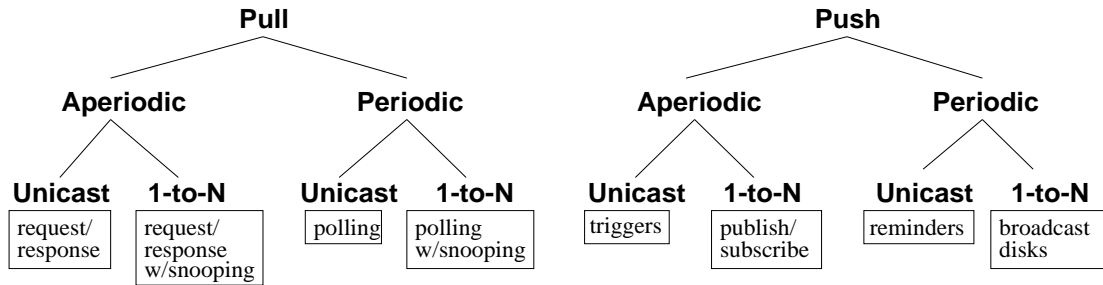 Pull
Push
Aperiodic
Periodic
Aperiodic
Periodic
Unicast
1-to-N
Unicast
1-to-N
Unicast
1-to-N
Unicast
1-to-N
request/
response
request/
response
w/snooping
polling
polling
w/snooping
triggers
publish/
subscribe
reminders
broadcast
disks